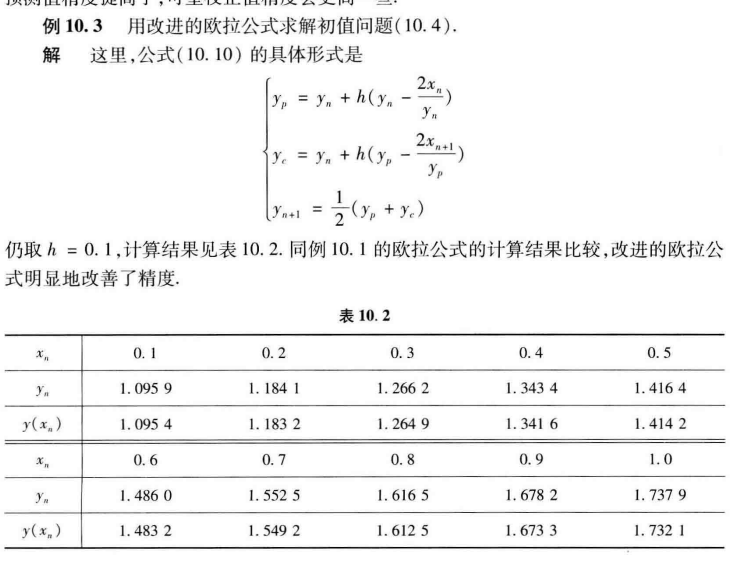 例 10.3 用改进的欧拉公式求解初值问题(10.4).
解 这里,公式(10.10)的具体形式是
y_p = y_n + h(y_n - 2x_n/y_n)
y_c = y_n + h(y_p - 2x_{n+1}/y_p)
y_{n+1} = 1/2(y_p + y_c)
仍取 h = 0.1,计算结果见表 10.2. 同例 10.1 的欧拉公式的计算结果比较,改进的欧拉公
式明显地改善了精度.
表 10.2
x_n 0.1 0.2 0.3 0.4 0.5
y_n 1.095 9 1.184 1 1.266 2 1.343 4 1.416 4
y(x_n) 1.095 4 1.183 2 1.264 9 1.341 6 1.414 2
x_n 0.6 0.7 0.8 0.9 1.0
y_n 1.486 0 1.552 5 1.616 5 1.678 2 1.737 9
y(x_n) 1.483 2 1.549 2 1.612 5 1.673 3 1.732 1